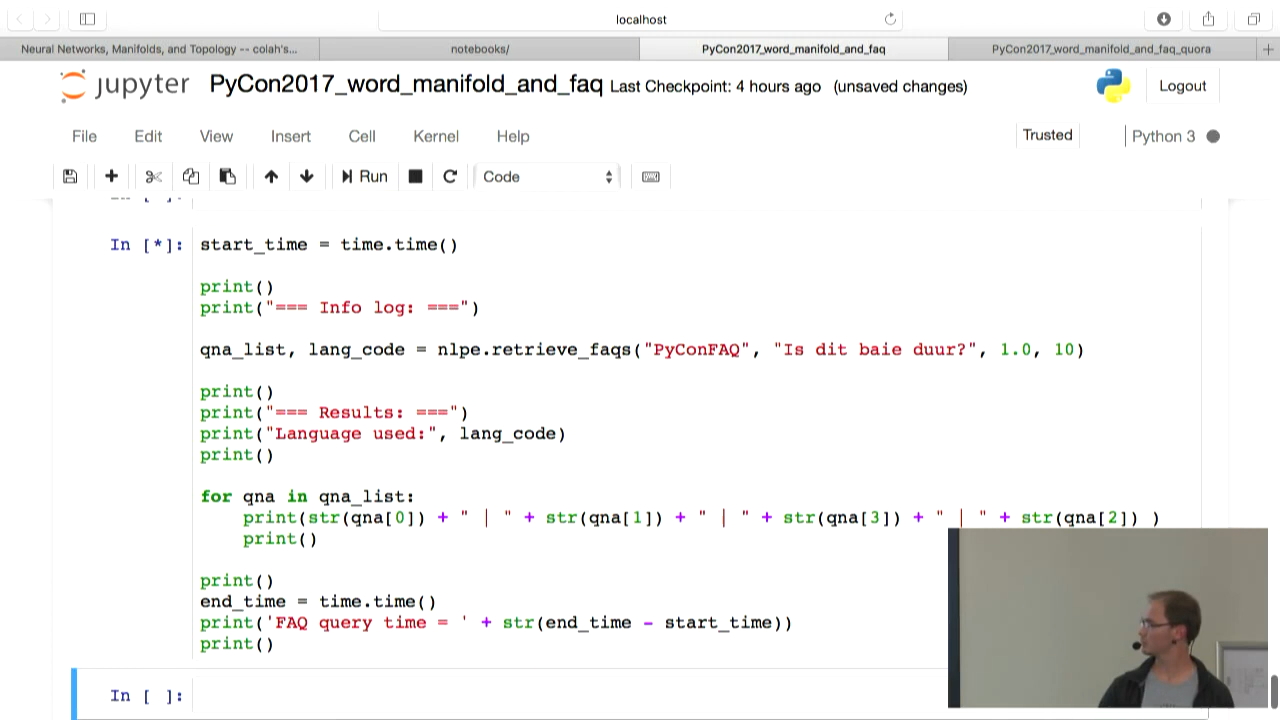 localhost
Neural Networks, Manifolds, and Topology -- colah's...
notebooks/
PyCon2017_word_manifold_and_faq
PyCon2017_word_manifold_and_faq_quora
jupyter PyCon2017_word_manifold_and_faq Last Checkpoint: 4 hours ago (unsaved changes)
Logout
File Edit View Insert Cell Kernel Help
Trusted
Python 3
Run
Code
In [*]: start_time = time.time()
print()
print("=== Info log: ===")
qna_list, lang_code = nlpe.retrieve_faqs("PyConFAQ", "Is dit baie duur?", 1.0, 10)
print()
print("=== Results: ===")
print("Language used:", lang_code)
print()
for qna in qna_list:
print(str(qna[0]) + " | " + str(qna[1]) + " | " + str(qna[3]) + " | " + str(qna[2]) )
print()
print()
end_time = time.time()
print('FAQ query time = ' + str(end_time - start_time))
print()
In [ ]: